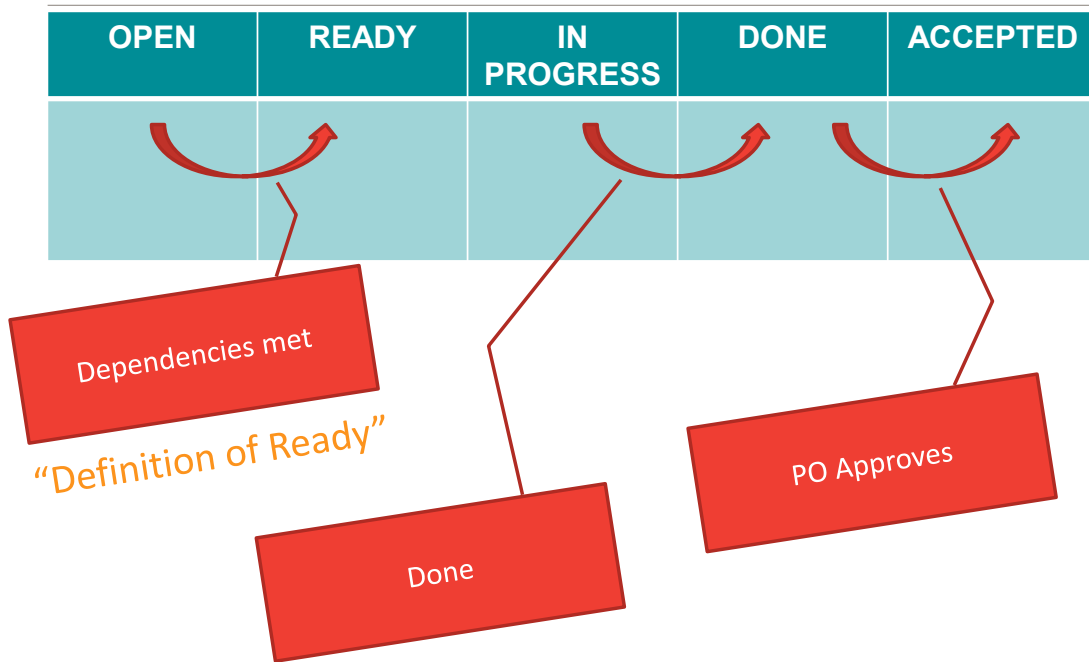 OPEN
READY
IN
PROGRESS
DONE
ACCEPTED
Dependencies met
“Definition of Ready”
Done
PO Approves